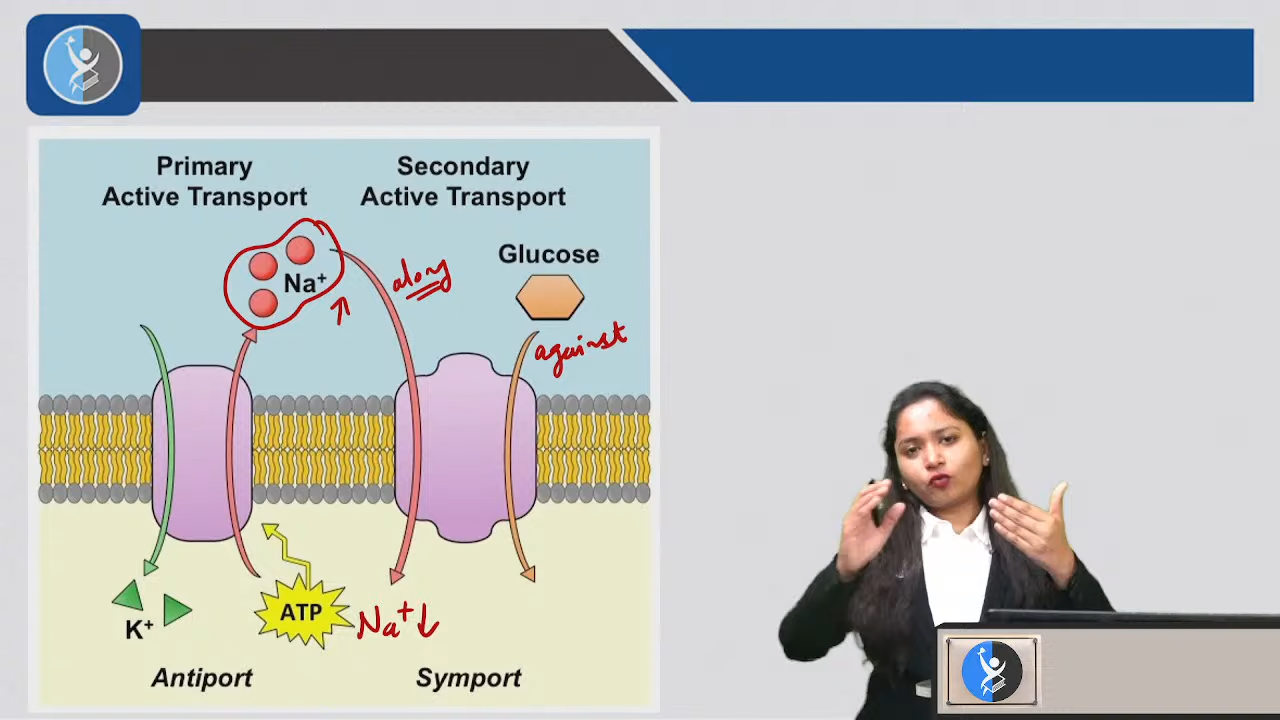 Primary
Active Transport
Secondary
Active Transport
Na⁺
↑
along
Glucose
against
ATP
Na⁺↓
K⁺
Antiport
Symport